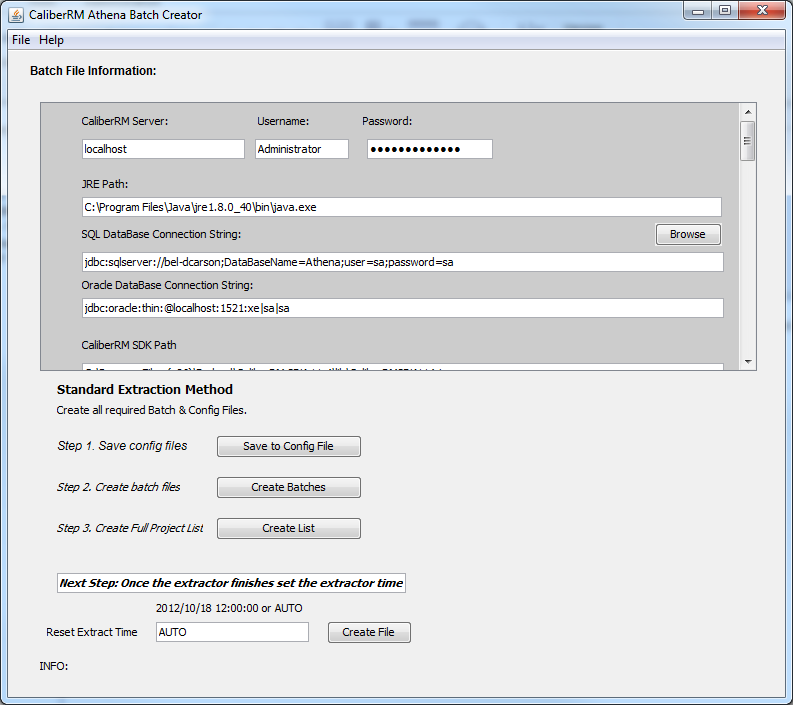 CaliberRM Athena Batch Creator
File Help
Batch File Information:
CaliberRM Server: Username: Password:
localhost Administrator •••••••••••••
JRE Path:
C:\Program Files\Java\jre1.8.0_40\bin\java.exe
SQL DataBase Connection String: Browse
jdbc:sqlserver://bel-dcarson;DataBaseName=Athena;user=sa;password=sa
Oracle DataBase Connection String:
jdbc:oracle:thin:@localhost:1521:xe|sa|sa
CaliberRM SDK Path
Standard Extraction Method
Create all required Batch & Config Files.
Step 1. Save config files Save to Config File
Step 2. Create batch files Create Batches
Step 3. Create Full Project List Create List
Next Step: Once the extractor finishes set the extractor time
2012/10/18 12:00:00 or AUTO
Reset Extract Time AUTO Create File
INFO: